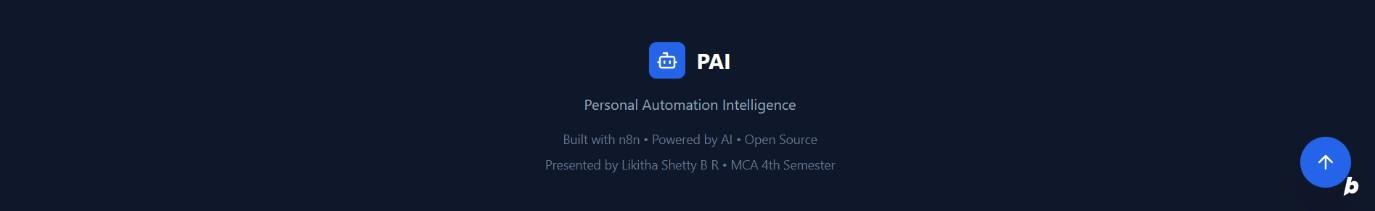 PAI
Personal Automation Intelligence
Built with n8n • Powered by AI • Open Source
Presented by Likitha Shetty B R • MCA 4th Semester
b